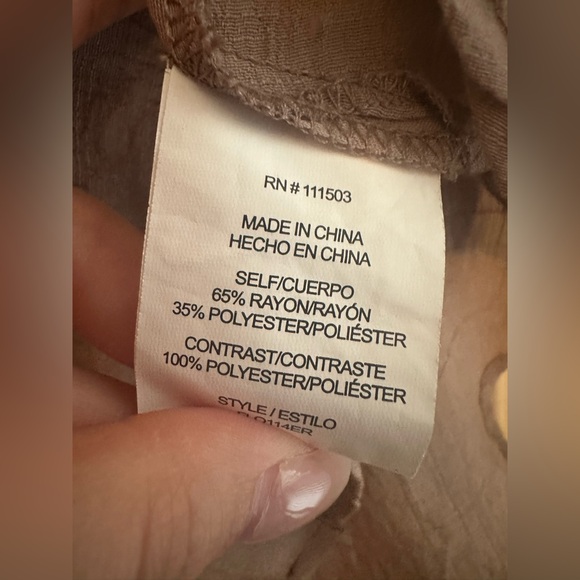 RN # 111503
MADE IN CHINA
HECHO EN CHINA
SELF/CUERPO
65% RAYON/RAYÓN
35% POLYESTER/POLIÉSTER
CONTRAST/CONTRASTE
100% POLYESTER/POLIÉSTER
STYLE / ESTILO